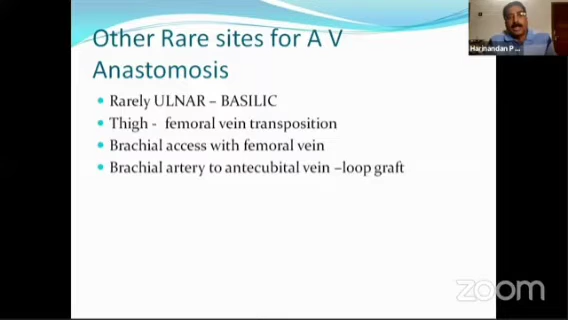 Other Rare sites for A V
Anastomosis
Rarely ULNAR – BASILIC
Thigh - femoral vein transposition
Brachial access with femoral vein
Brachial artery to antecubital vein –loop graft
Harinandan P ...
zoom